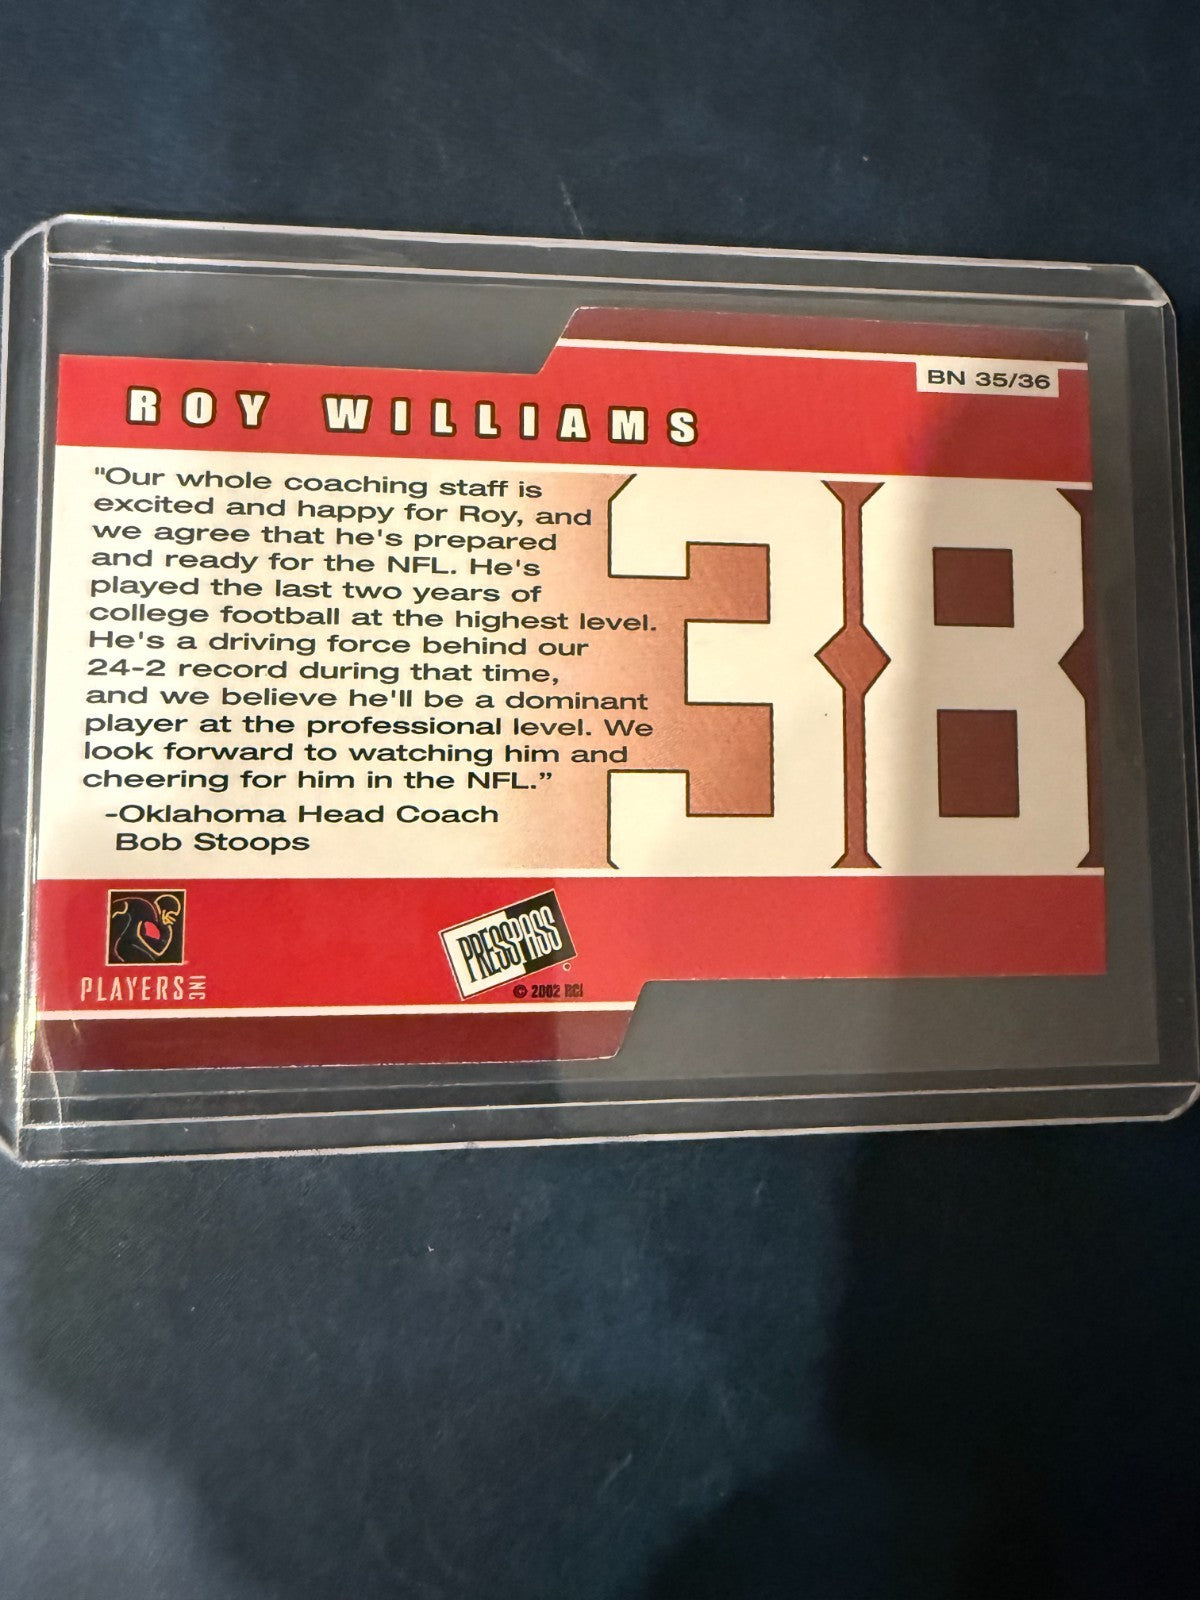 BN 35/36
ROY WILLIAMS
"Our whole coaching staff is
excited and happy for Roy, and
we agree that he's prepared
and ready for the NFL. He's
played the last two years of
college football at the highest level.
He's a driving force behind our
24-2 record during that time,
and we believe he'll be a dominant
player at the professional level. We
look forward to watching him and
cheering for him in the NFL.”
-Oklahoma Head Coach
Bob Stoops
38
PLAYERS INC
PRESS PASS
© 2002 RCI